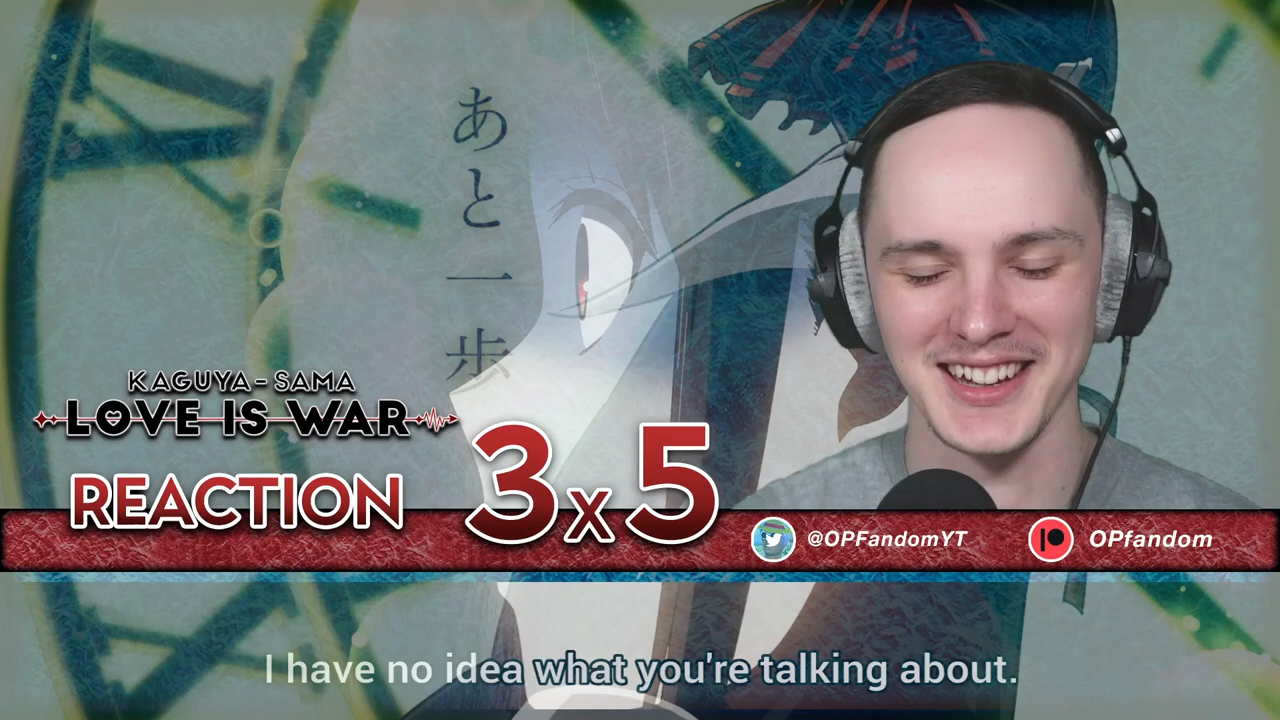 あと一歩
KAGUYA-SAMA
LOVE IS WAR
REACTION
3x5
@OPFandomYT
OPfandom
I have no idea what you're talking about.